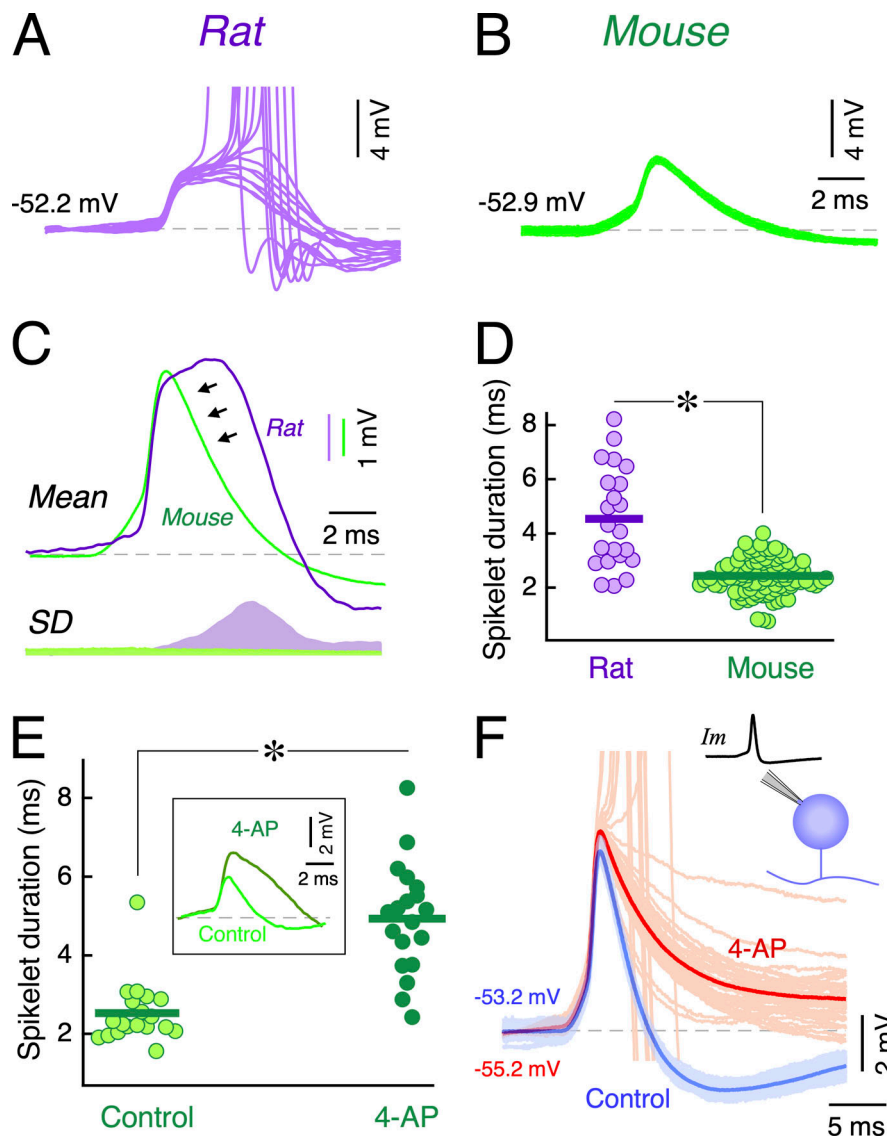 A
Rat
4 mV
-52.2 mV
B
Mouse
4 mV
2 ms
-52.9 mV
C
Rat
1 mV
Mean
Mouse
2 ms
SD
D
*
Spikelet duration (ms)
8
6
4
2
Rat
Mouse
E
*
Spikelet duration (ms)
8
6
4
2
4-AP
2 mV
2 ms
Control
Control
4-AP
F
Im
4-AP
-53.2 mV
-55.2 mV
2 mV
Control
5 ms